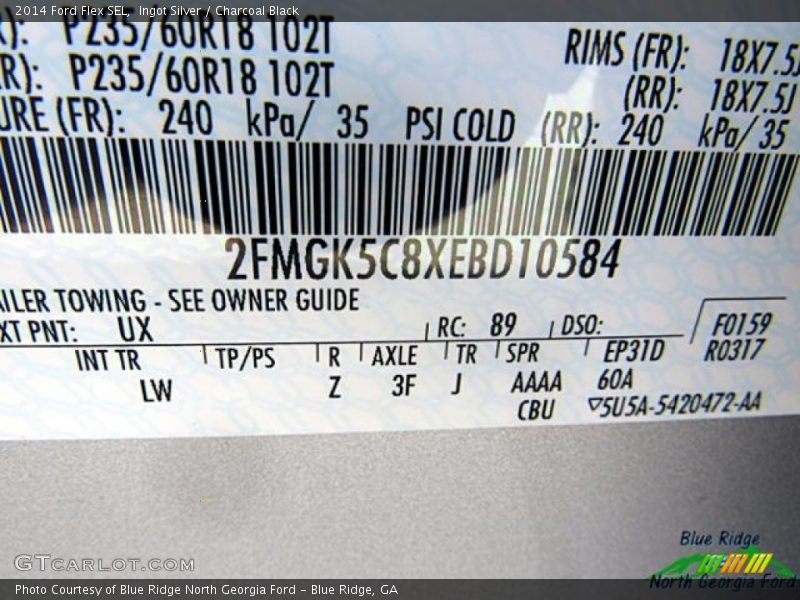 2014 Ford Flex SEL, Ingot Silver / Charcoal Black
R): P235/60R18 102T RIMS (FR): 18X7.5J
R): P235/60R18 102T (RR): 18X7.5J
URE (FR): 240 kPa/ 35 PSI COLD (RR): 240 kPa/ 35
2FMGK5C8XEBD10584
AILER TOWING - SEE OWNER GUIDE
XT PNT: UX RC: 89 DSO: F0159
INT TR TP/PS R AXLE TR SPR EP31D R0317
LW Z 3F J AAAA 60A
CBU ▽5U5A-5420472-AA
GTCARLOT.COM
Blue Ridge
North Georgia Ford
Photo Courtesy of Blue Ridge North Georgia Ford – Blue Ridge, GA